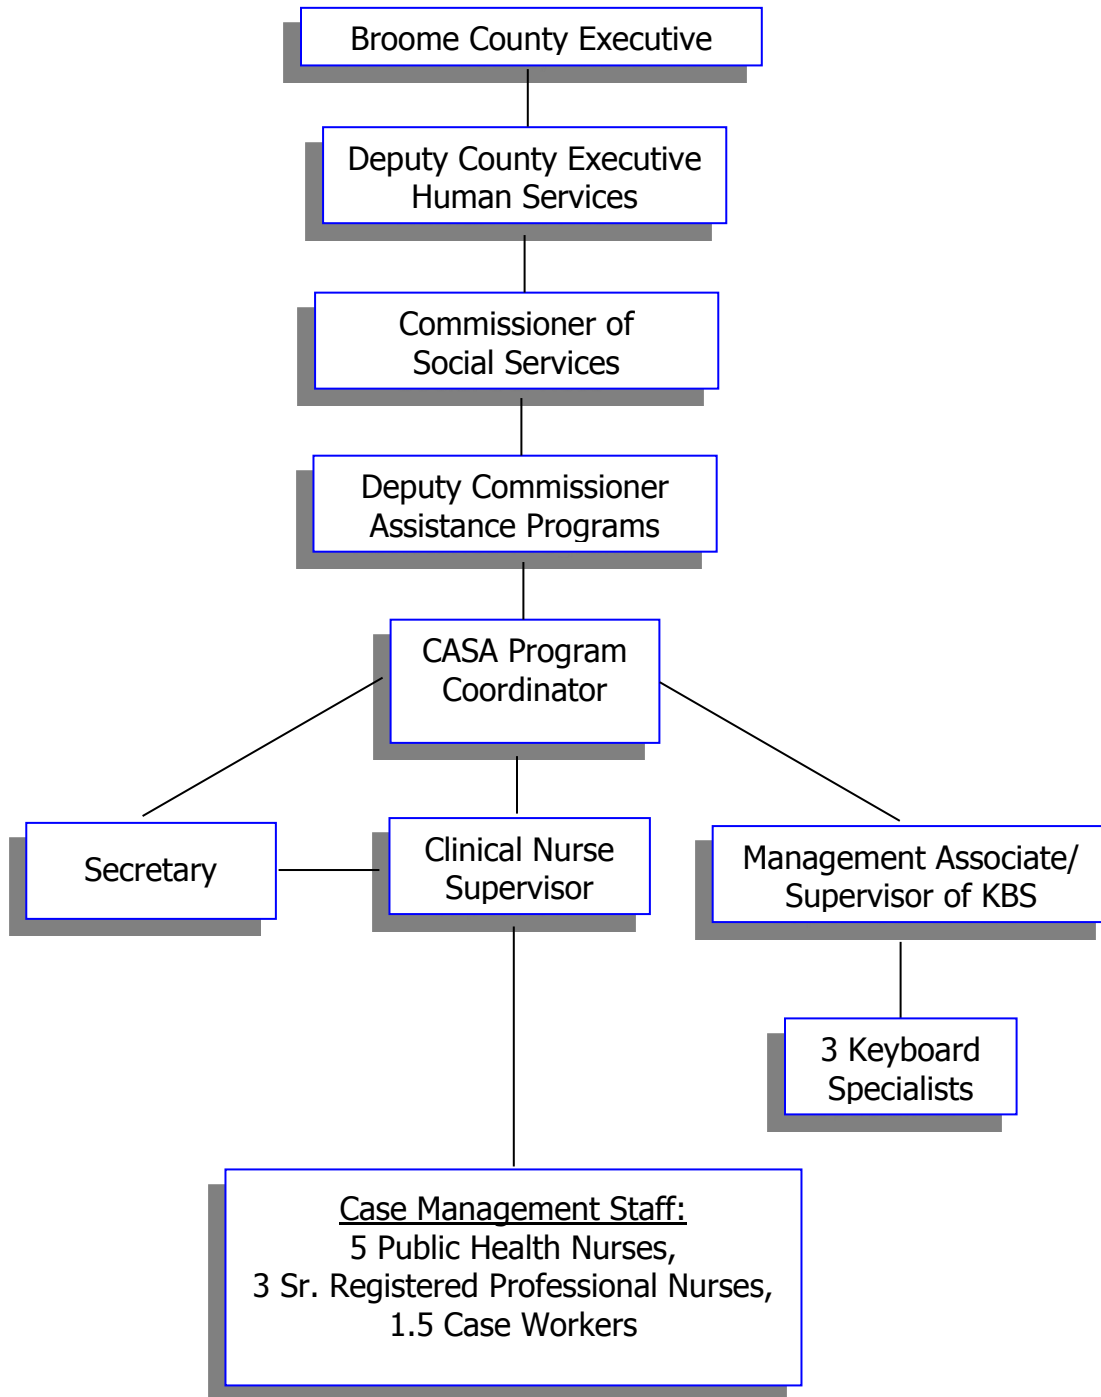 Broome County Executive
Deputy County Executive
Human Services
Commissioner of
Social Services
Deputy Commissioner
Assistance Programs
CASA Program
Coordinator
Secretary
Clinical Nurse
Supervisor
Management Associate/
Supervisor of KBS
3 Keyboard
Specialists
Case Management Staff:
5 Public Health Nurses,
3 Sr. Registered Professional Nurses,
1.5 Case Workers